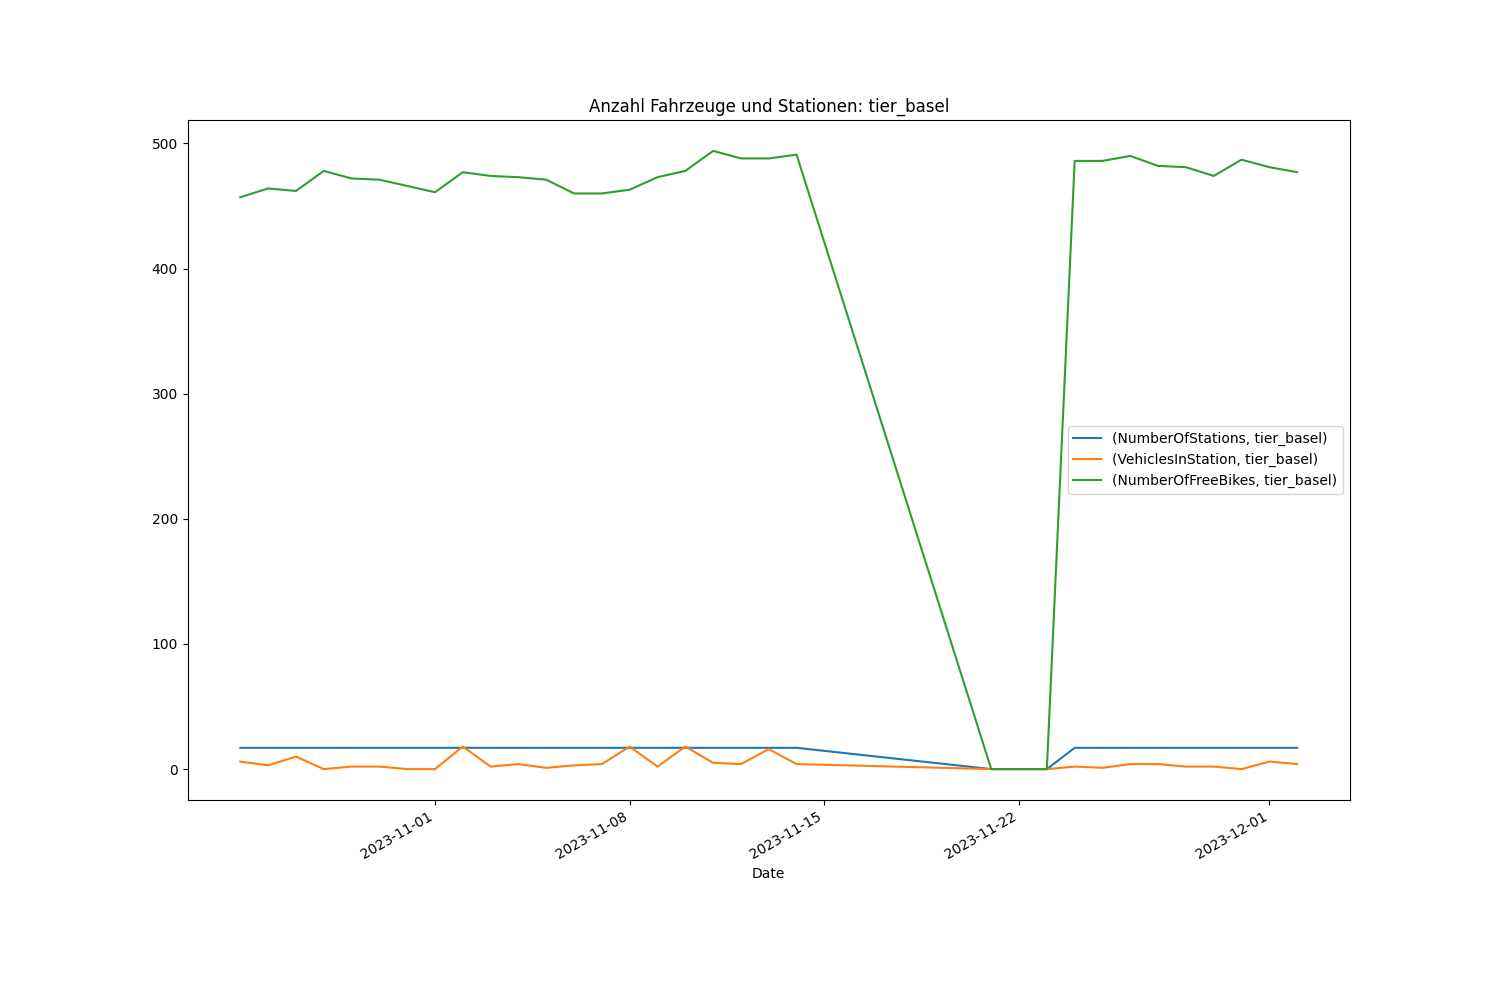 Anzahl Fahrzeuge und Stationen: tier_basel
500
400
300
200
100
0
(NumberOfStations, tier_basel)
(VehiclesInStation, tier_basel)
(NumberOfFreeBikes, tier_basel)
2023-11-01
2023-11-08
2023-11-15
2023-11-22
2023-12-01
Date